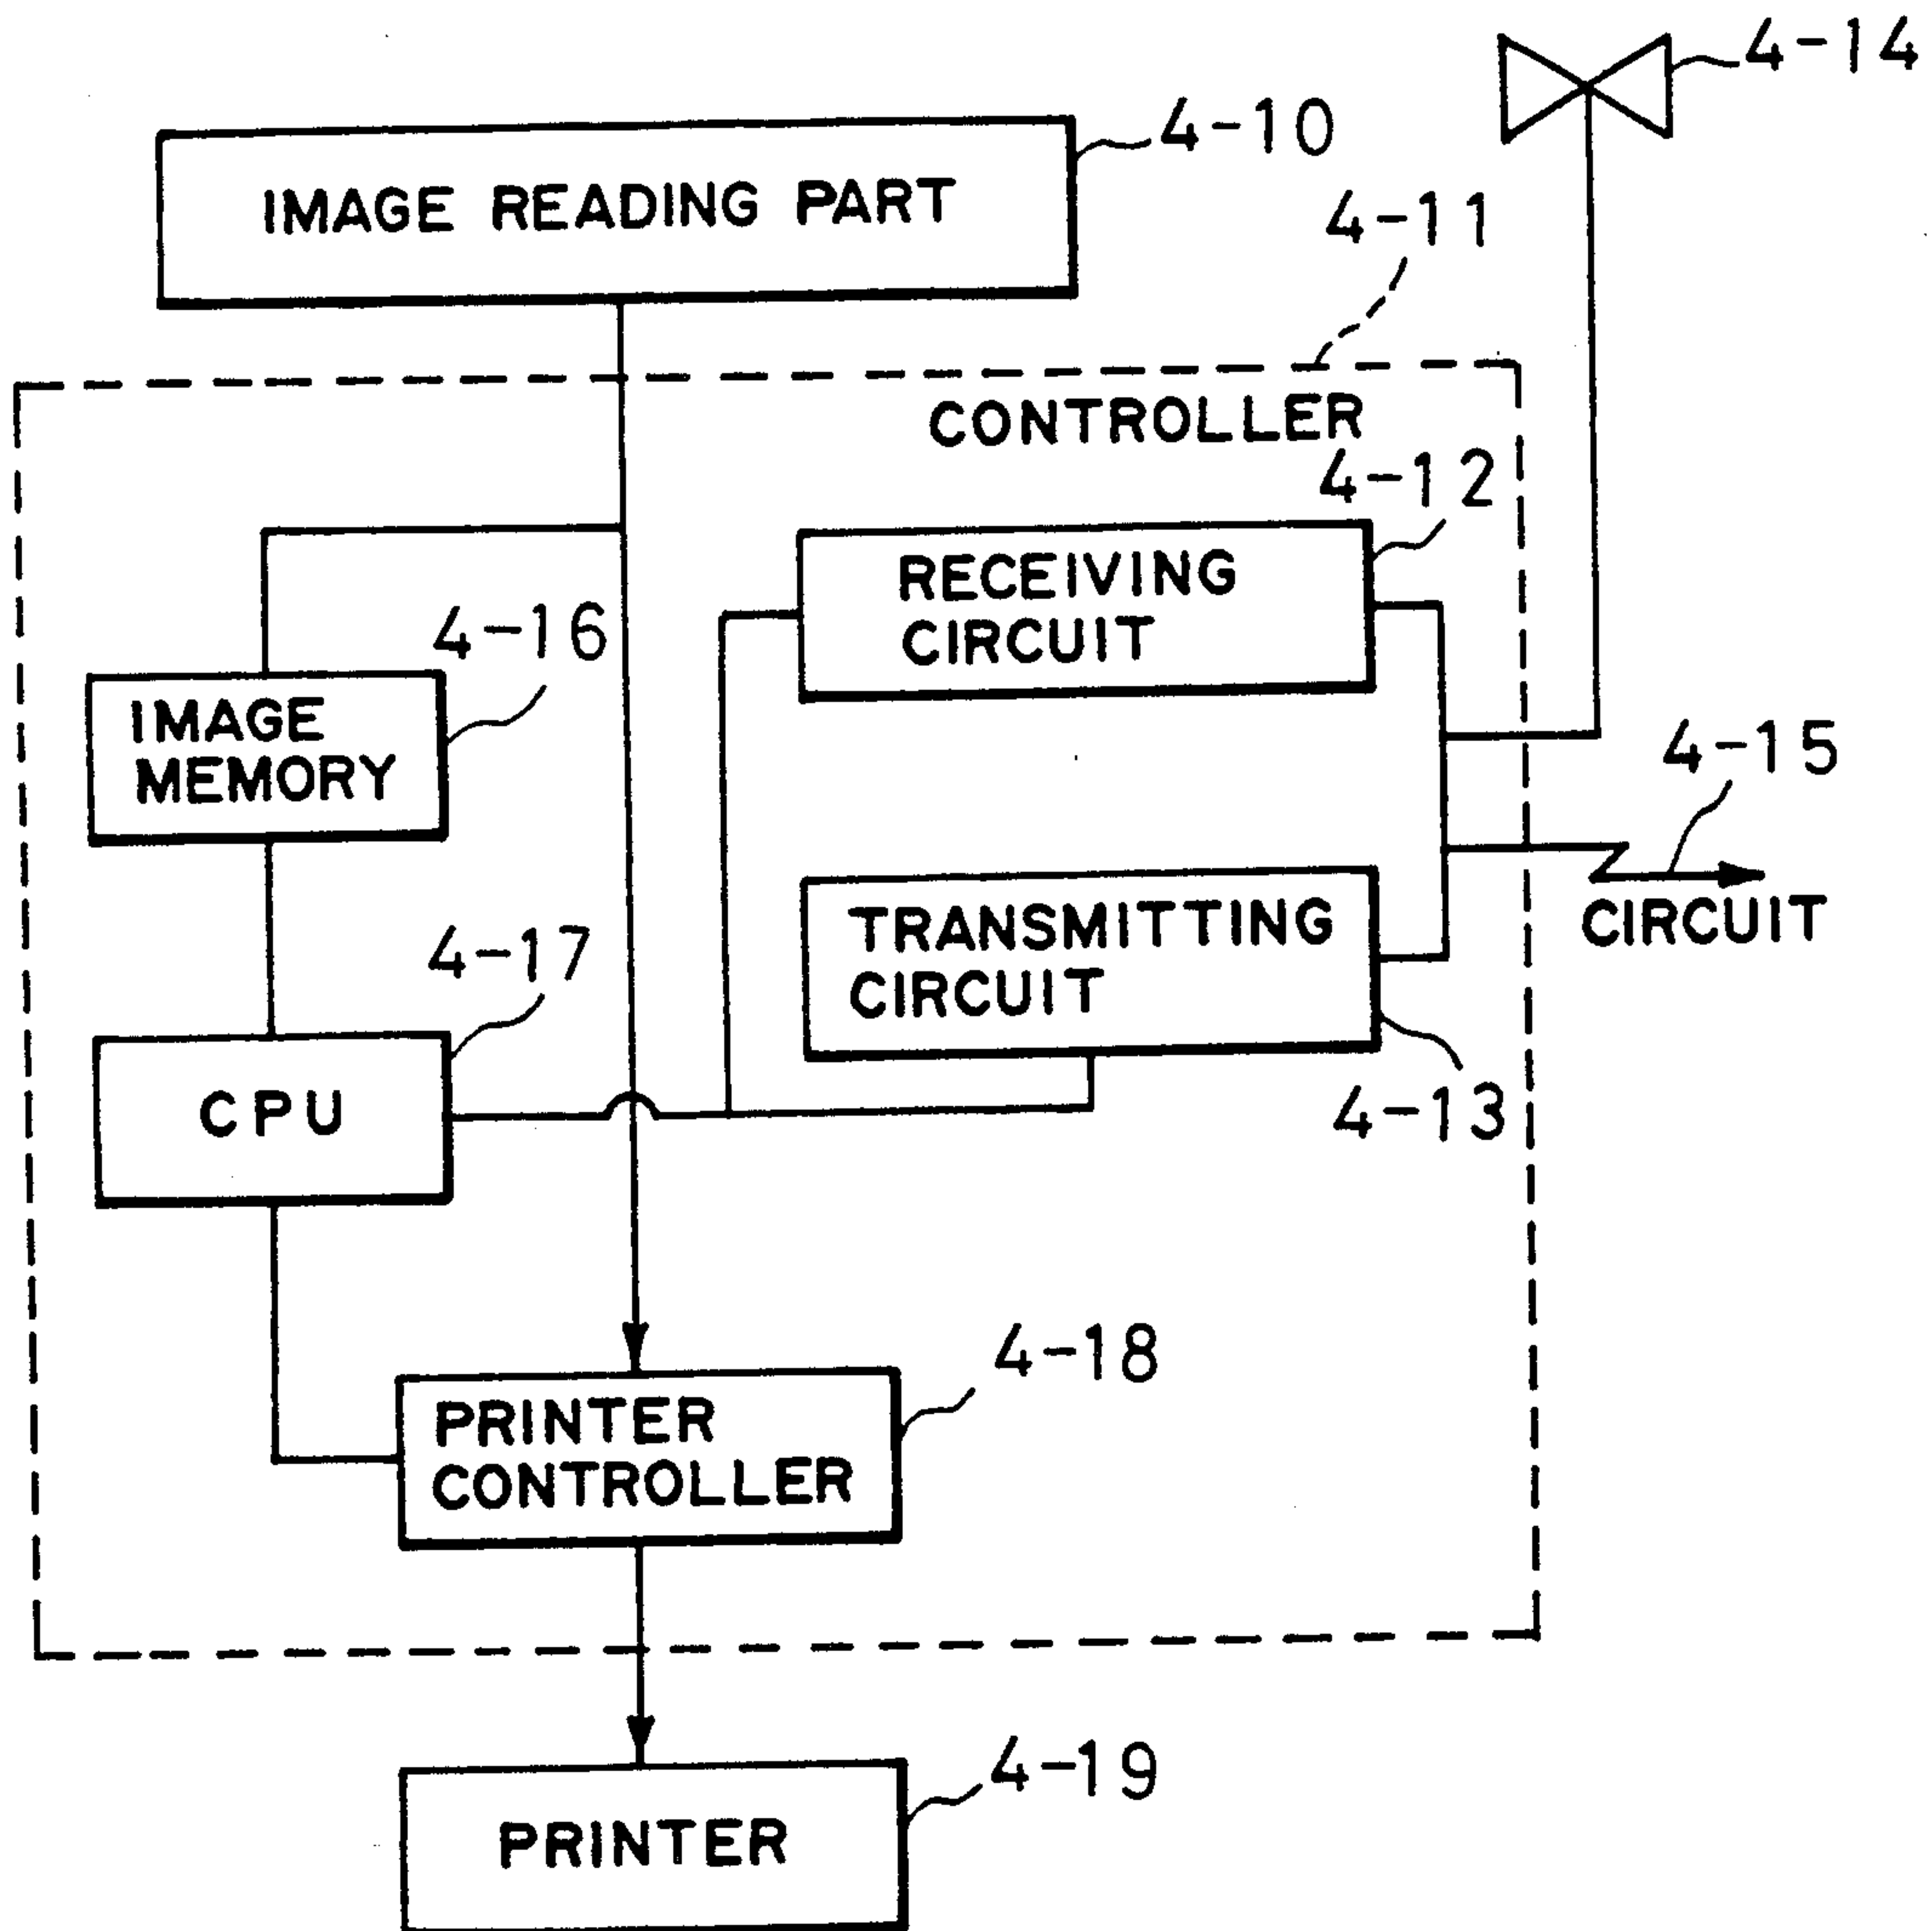 4-14
4-10
IMAGE READING PART
4-11
CONTROLLER
4-12
RECEIVING
CIRCUIT
4-16
IMAGE
MEMORY
4-15
CIRCUIT
TRANSMITTING
CIRCUIT
4-17
CPU
4-13
4-18
PRINTER
CONTROLLER
4-19
PRINTER